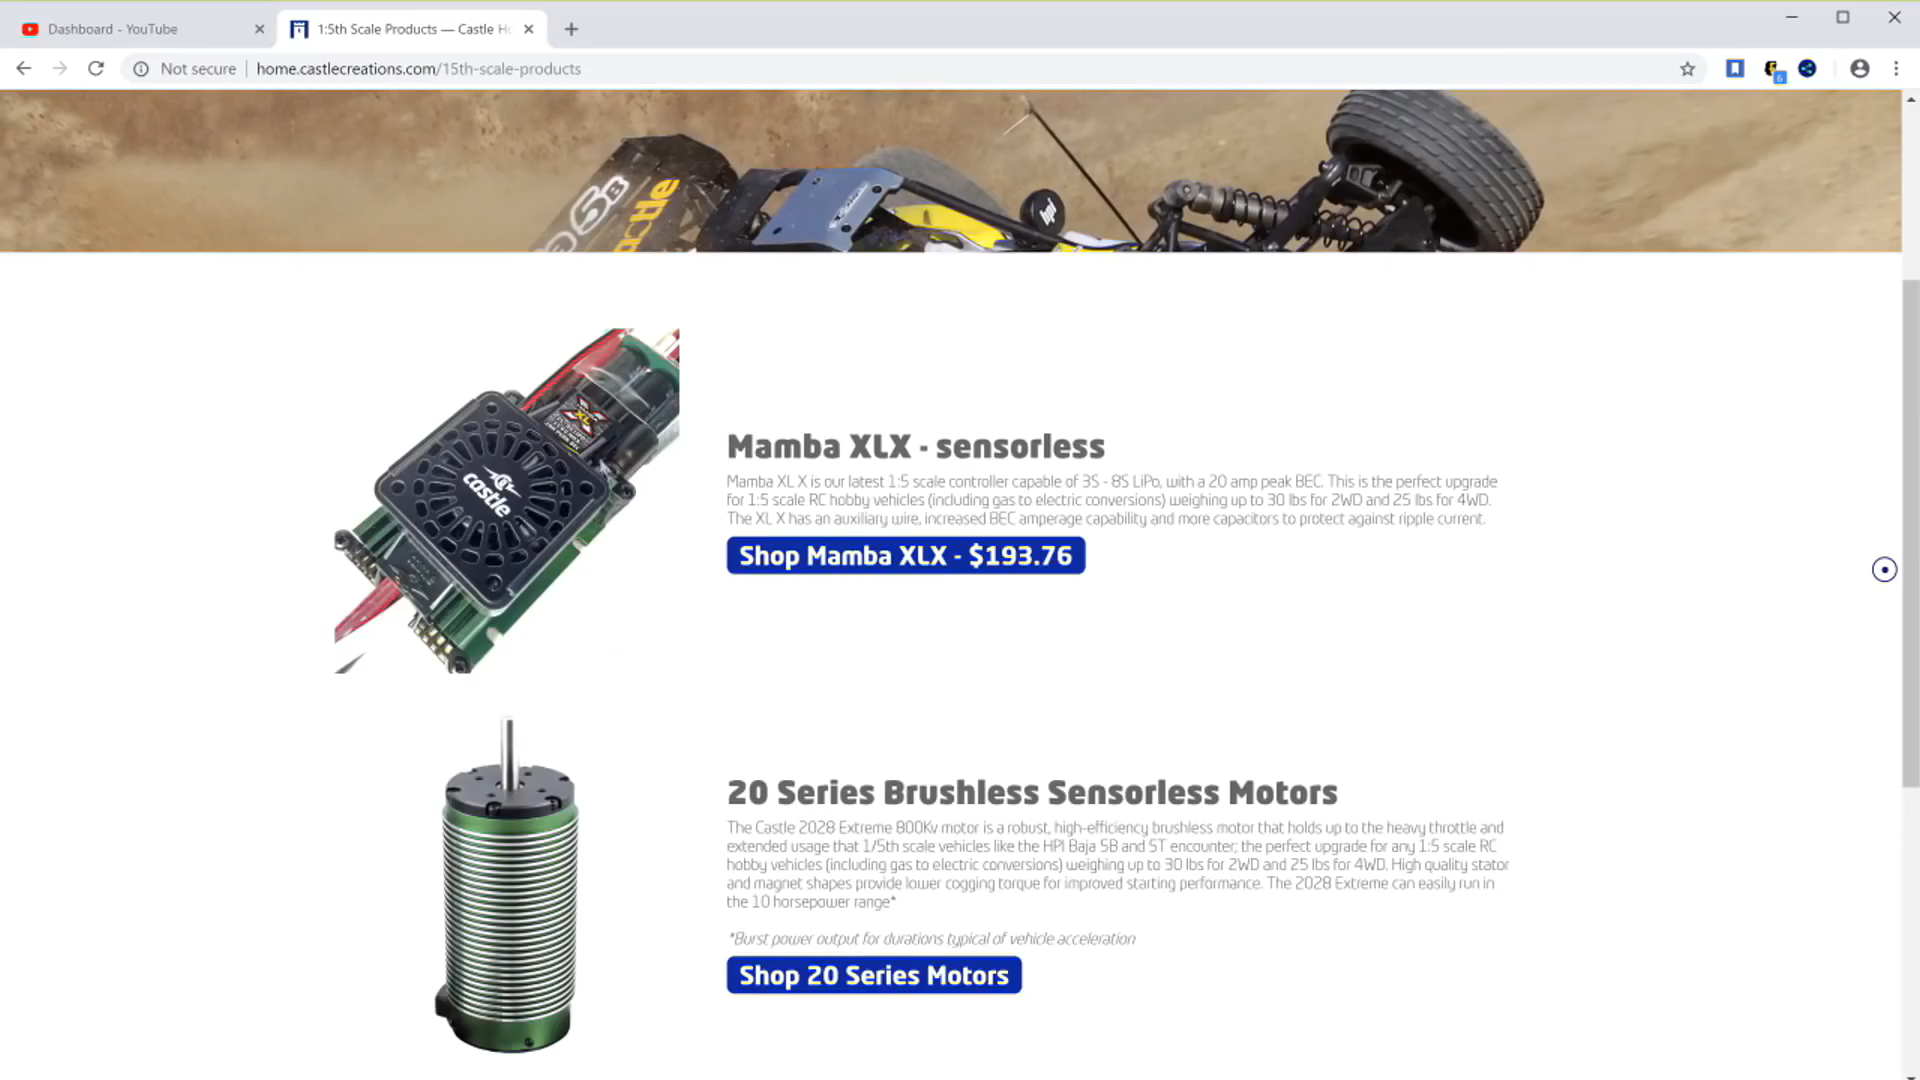 Dashboard - YouTube
1:5th Scale Products — Castle Ho
Not secure
home.castlecreations.com/15th-scale-products
6
hpi
XL
castle
Mamba XLX - sensorless
Mamba XL X is our latest 1:5 scale controller capable of 3S - 8S LiPo, with a 20 amp peak BEC. This is the perfect upgrade
for 1:5 scale RC hobby vehicles (including gas to electric conversions) weighing up to 30 lbs for 2WD and 25 lbs for 4WD.
The XL X has an auxiliary wire, increased BEC amperage capability and more capacitors to protect against ripple current.
Shop Mamba XLX - $193.76
20 Series Brushless Sensorless Motors
The Castle 2028 Extreme 800Kv motor is a robust, high-efficiency brushless motor that holds up to the heavy throttle and
extended usage that 1/5th scale vehicles like the HPI Baja 5B and 5T encounter; the perfect upgrade for any 1:5 scale RC
hobby vehicles (including gas to electric conversions) weighing up to 30 lbs for 2WD and 25 lbs for 4WD. High quality stator
and magnet shapes provide lower cogging torque for improved starting performance. The 2028 Extreme can easily run in
the 10 horsepower range*
*Burst power output for durations typical of vehicle acceleration
Shop 20 Series Motors